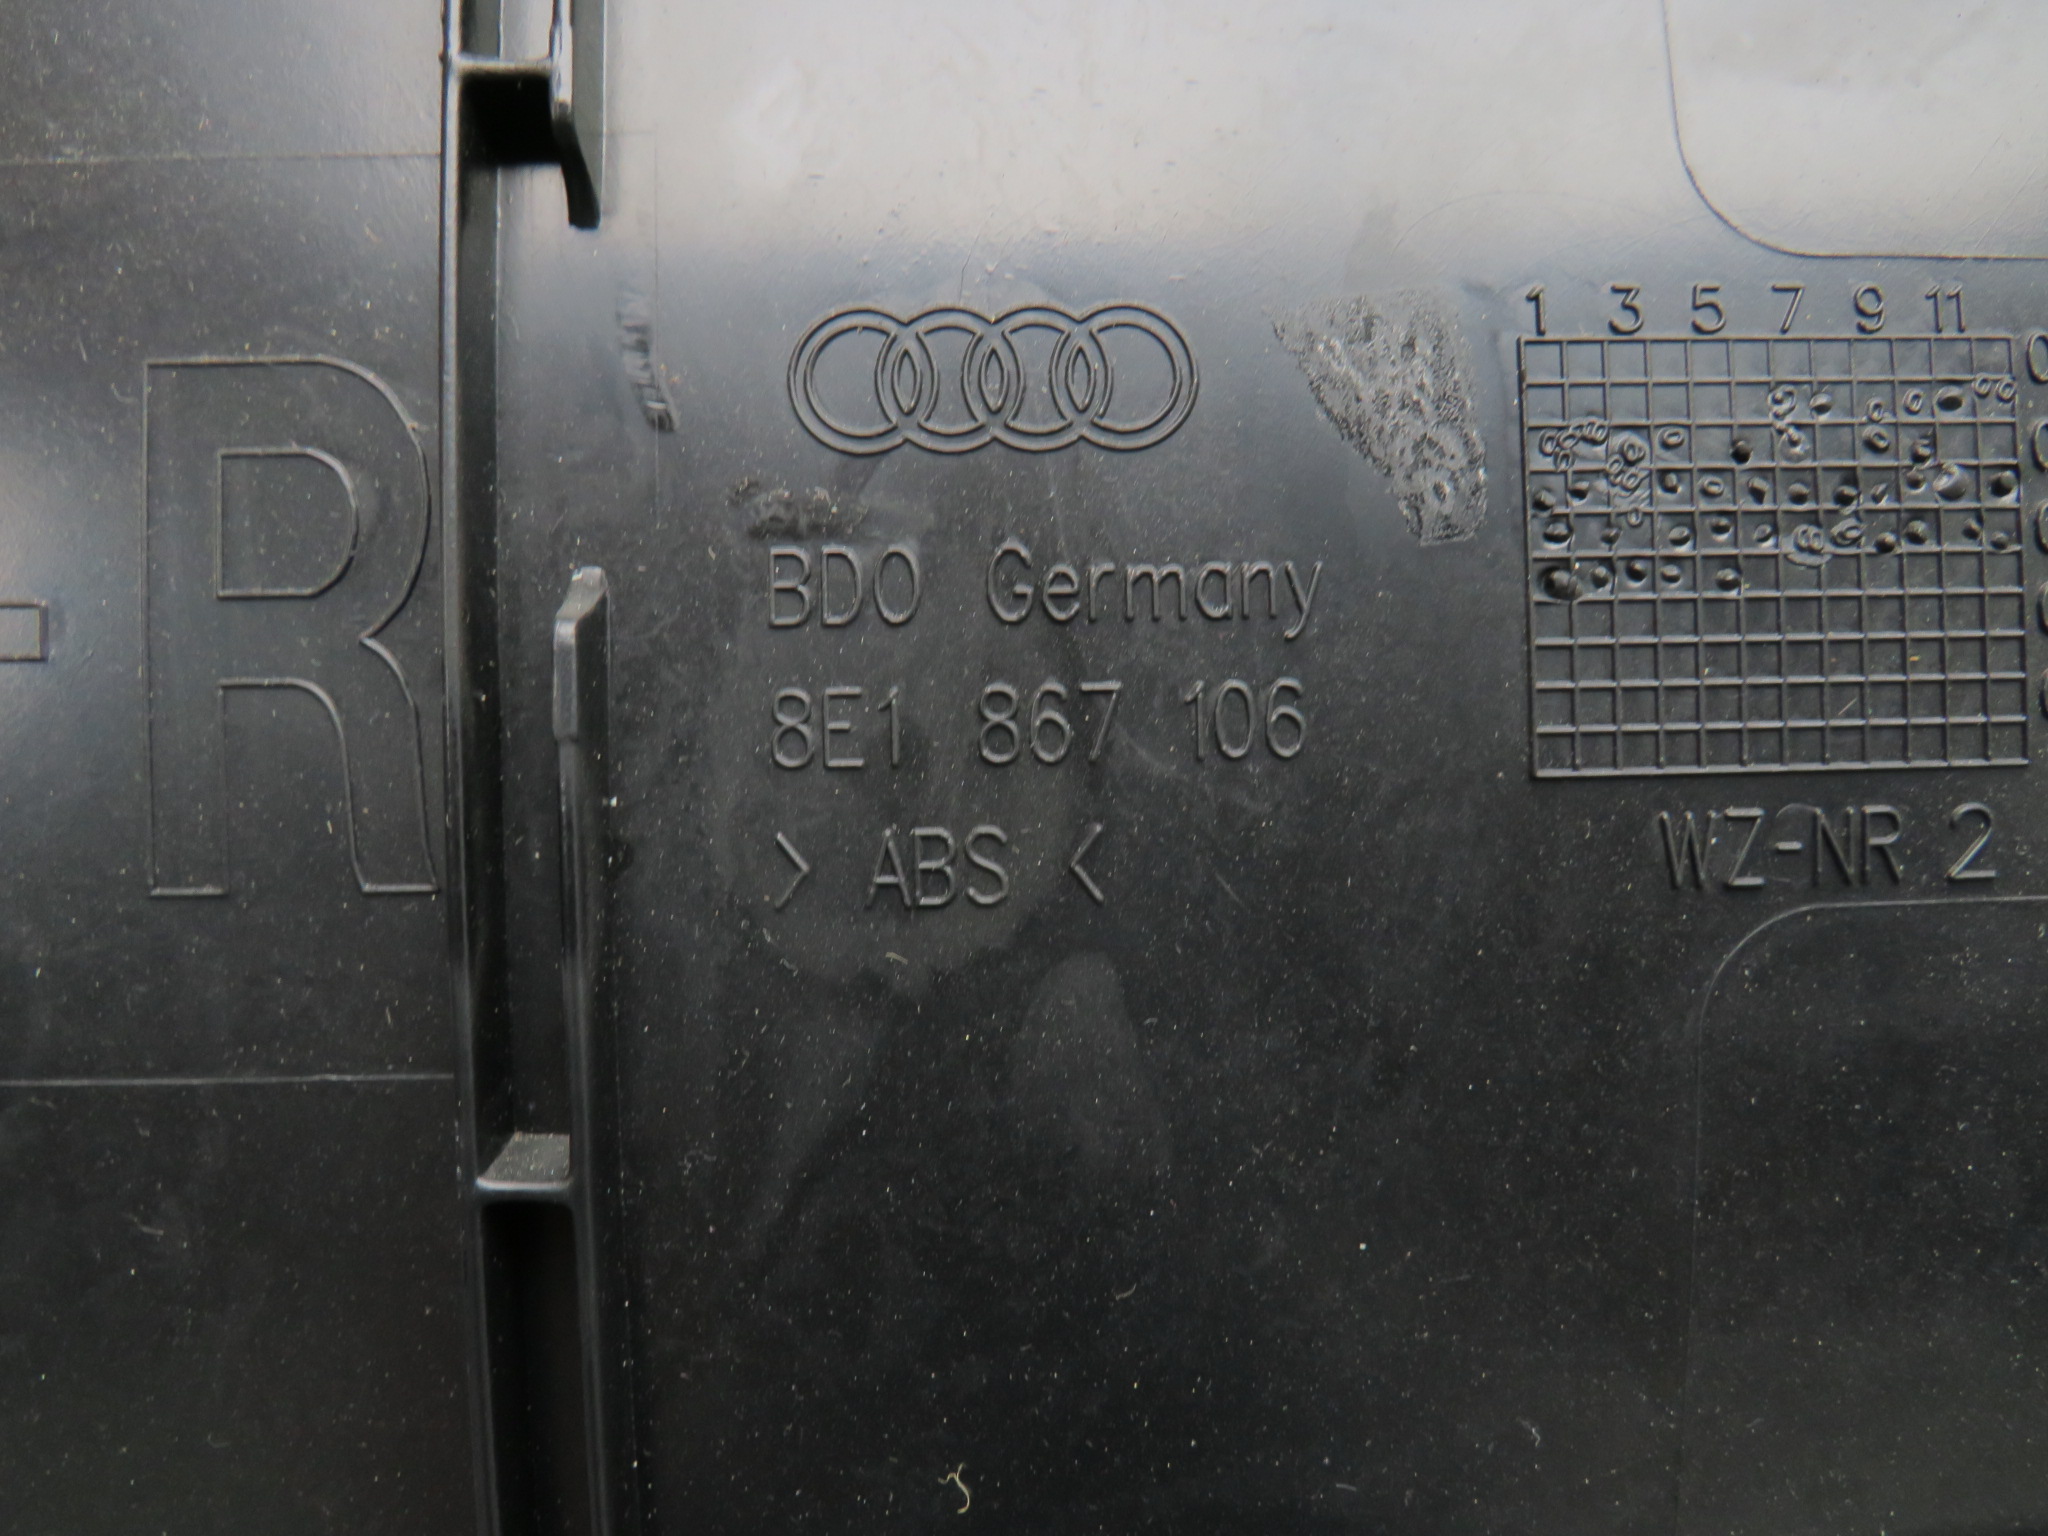 R
BDO Germany
8E1 867 106
> ABS <
1 3 5 7 9 11
WZ-NR 2